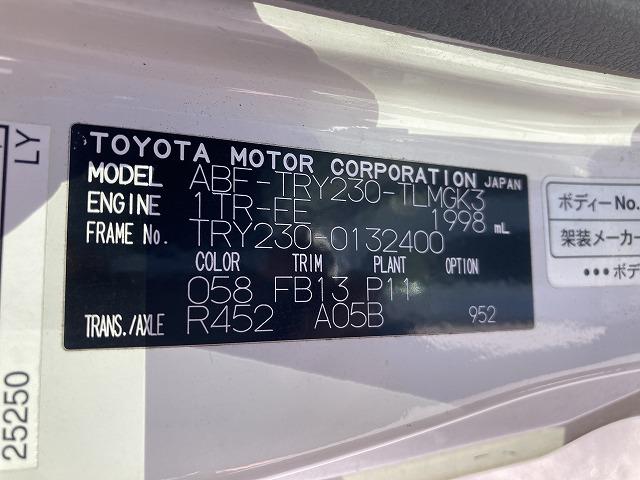 TOYOTA MOTOR CORPORATION JAPAN
MODEL ABF-TRY230-TLMGK3
ENGINE 1TR-FE 1998 mL
FRAME No. TRY230-0132400
COLOR TRIM PLANT OPTION
058 FB13 P11
TRANS./AXLE R452 A05B 952
LY
25250
ボディーNo.
架装メーカー
•••ボデ